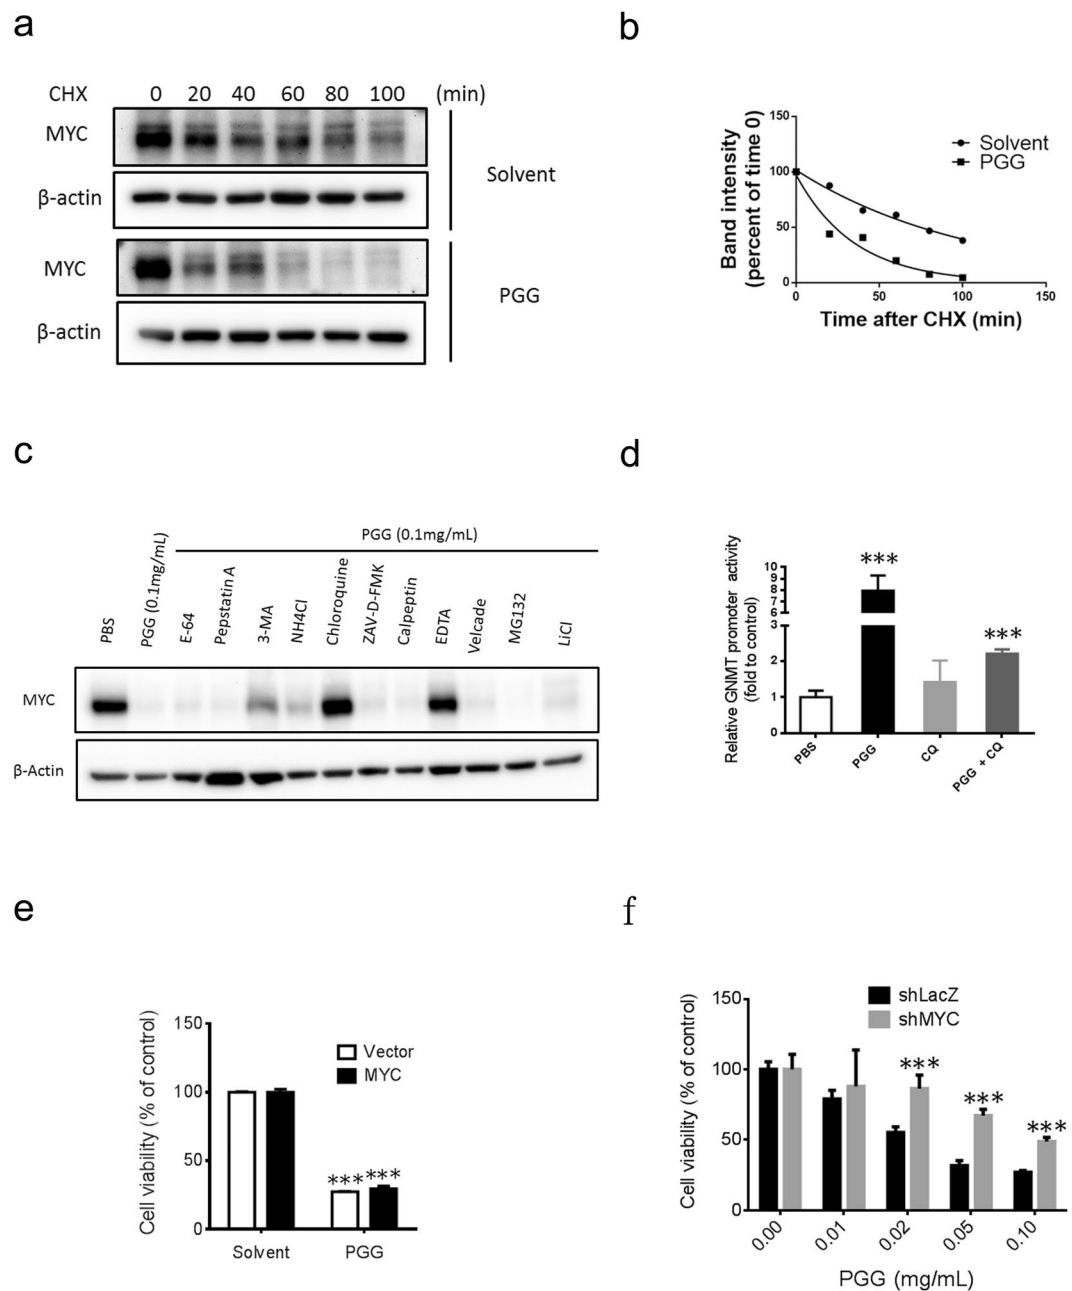 a
CHX 0 20 40 60 80 100 (min)
MYC
β-actin
Solvent
MYC
β-actin
PGG
b
Band intensity
(percent of time 0)
150
100
50
0
0 50 100 150
Time after CHX (min)
Solvent
PGG
c
PGG (0.1mg/mL)
PBS
PGG (0.1mg/mL)
E-64
Pepstatin A
3-MA
NH4Cl
Chloroquine
ZAV-D-FMK
Calpeptin
EDTA
Velcade
MG132
LiCl
MYC
β-Actin
d
Relative GNMT promoter activity
(fold to control)
10
9
8
7
6
3
2
1
0
***
***
PBS
PGG
CQ
PGG + CQ
e
Cell viability (% of control)
150
100
50
0
Vector
MYC
*** ***
Solvent PGG
f
Cell viability (% of control)
150
100
50
0
shLacZ
shMYC
***
***
***
0.00 0.01 0.02 0.05 0.10
PGG (mg/mL)